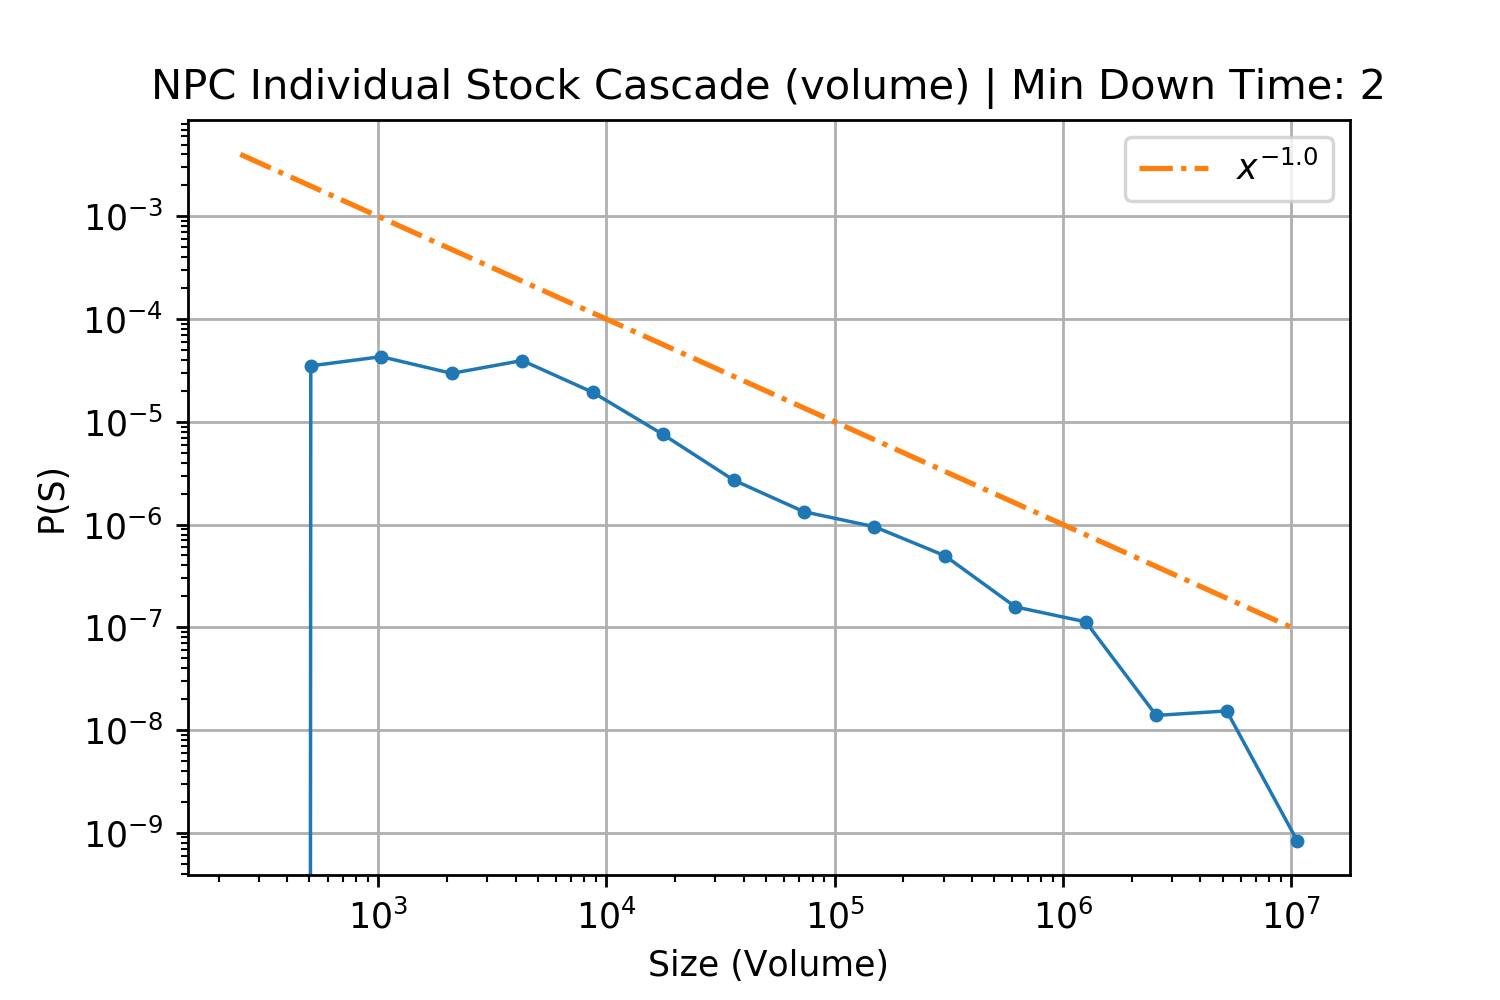 NPC Individual Stock Cascade (volume) | Min Down Time: 2
x^{-1.0}
10^{-3}
10^{-4}
10^{-5}
10^{-6}
10^{-7}
10^{-8}
10^{-9}
P(S)
10^{3} 10^{4} 10^{5} 10^{6} 10^{7}
Size (Volume)